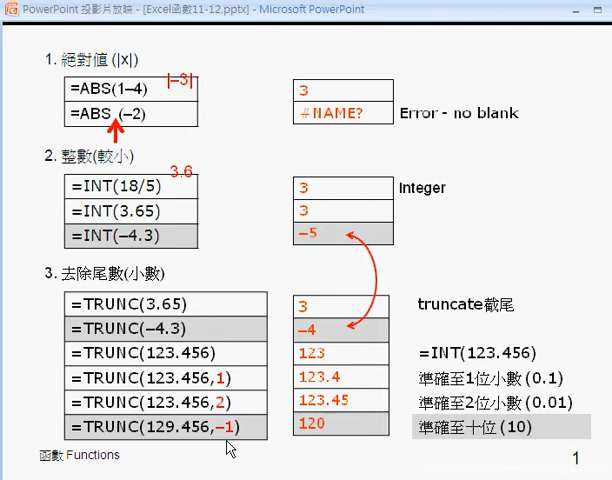 PowerPoint 投影片放映 - [Excel函數11-12.pptx] - Microsoft PowerPoint
1. 絕對值 (|x|)
=ABS(1–4) |–3| 3
=ABS (–2) #NAME? Error - no blank
2. 整數(較小)
3.6
=INT(18/5) 3 Integer
=INT(3.65) 3
=INT(–4.3) –5
3. 去除尾數(小數)
=TRUNC(3.65) 3 truncate截尾
=TRUNC(–4.3) –4
=TRUNC(123.456) 123 =INT(123.456)
=TRUNC(123.456,1) 123.4 準確至1位小數 (0.1)
=TRUNC(123.456,2) 123.45 準確至2位小數 (0.01)
=TRUNC(129.456,–1) 120 準確至十位 (10)
函數 Functions 1